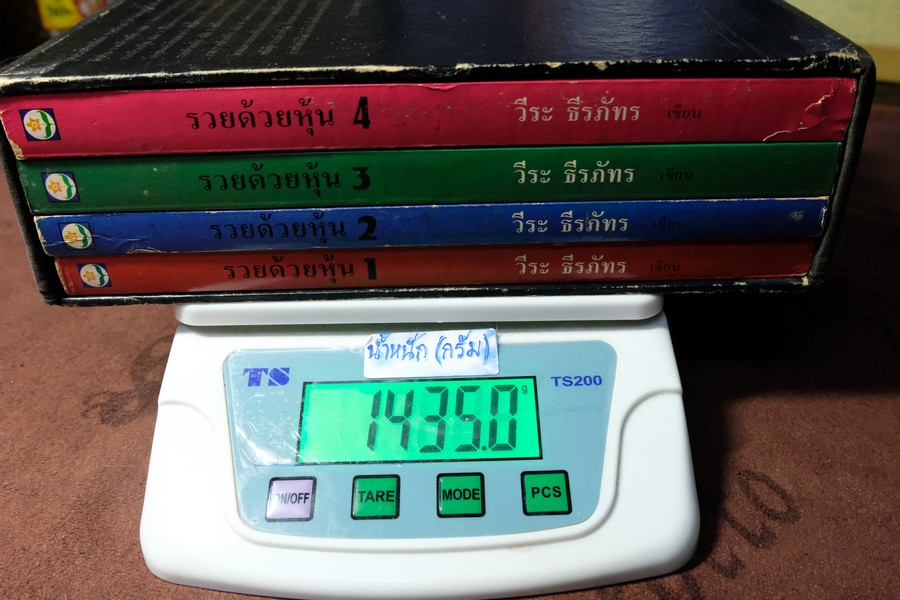 รวยด้วยหุ้น 4 วีระ ธีรภัทร เขียน
รวยด้วยหุ้น 3 วีระ ธีรภัทร เขียน
รวยด้วยหุ้น 2 วีระ ธีรภัทร เขียน
รวยด้วยหุ้น 1 วีระ ธีรภัทร เขียน
น้ำหนัก (กรัม)
TS TS200
1435.0 g
ON/OFF TARE MODE PCS